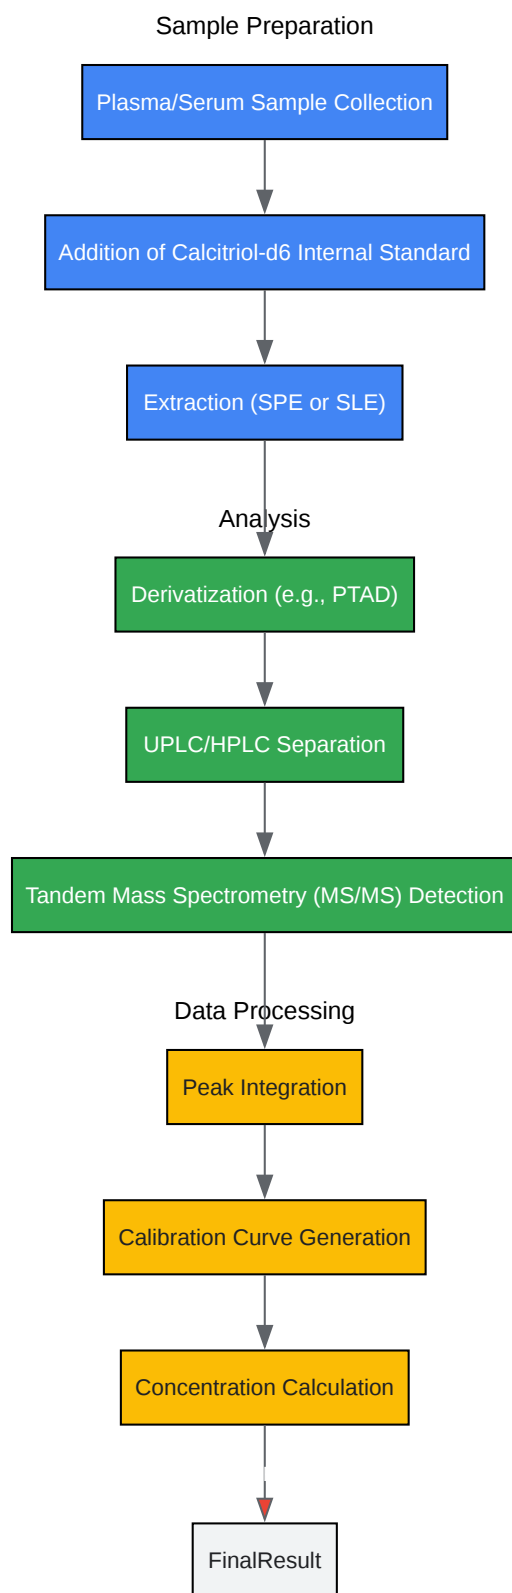 Sample Preparation
Plasma/Serum Sample Collection
Addition of Calcitriol-d6 Internal Standard
Extraction (SPE or SLE)
Analysis
Derivatization (e.g., PTAD)
UPLC/HPLC Separation
Tandem Mass Spectrometry (MS/MS) Detection
Data Processing
Peak Integration
Calibration Curve Generation
Concentration Calculation
FinalResult